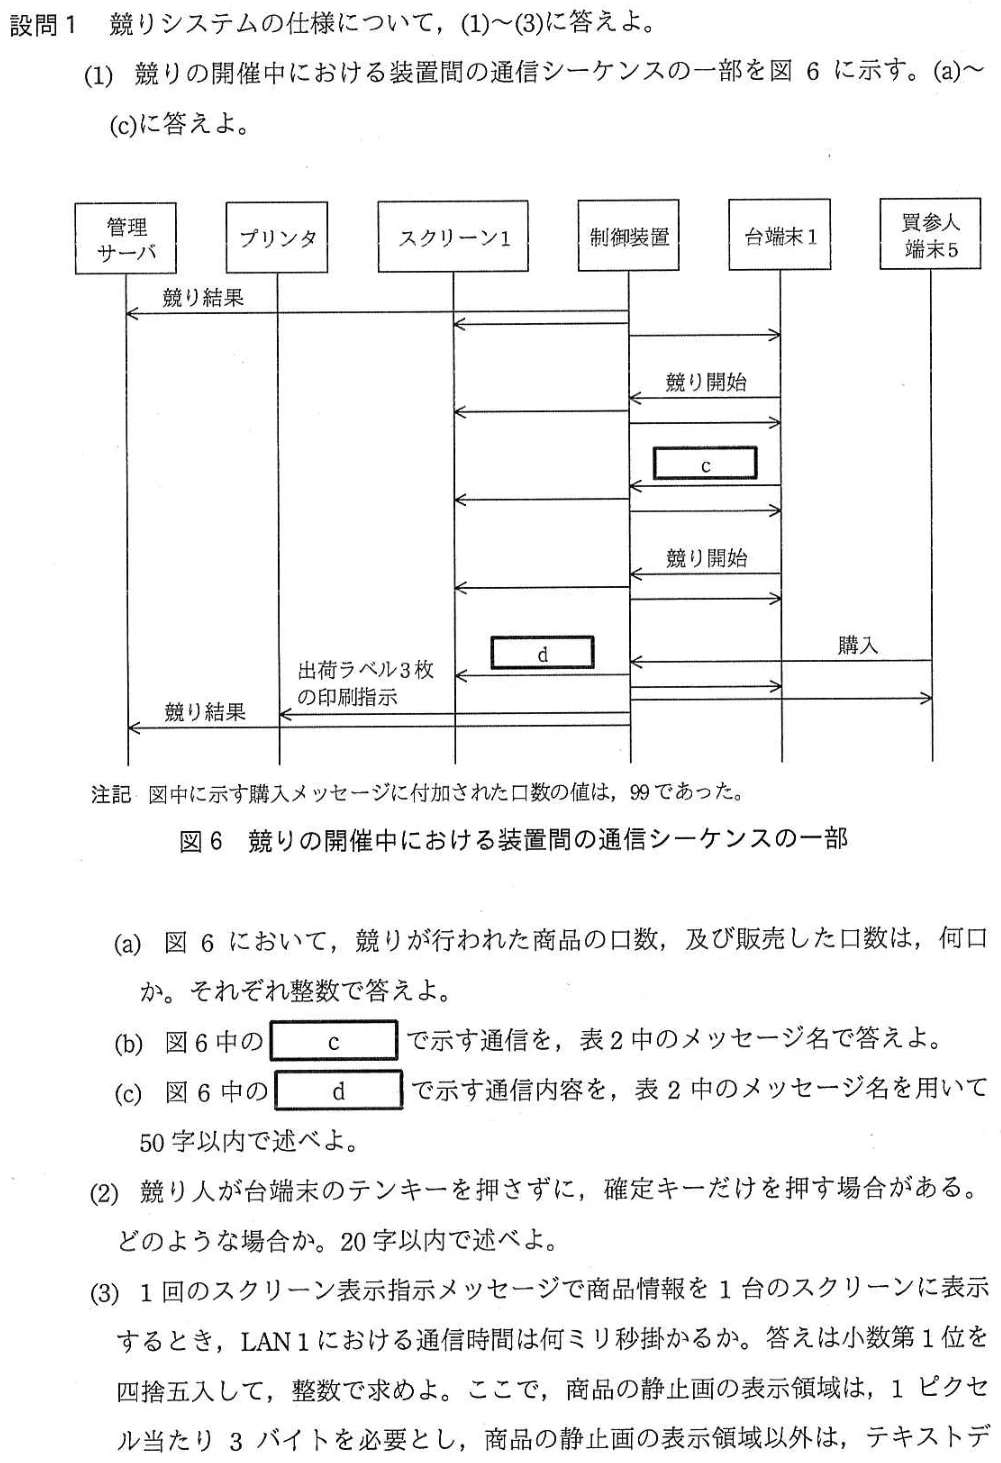 設問1 競りシステムの仕様について，(1)～(3)に答えよ。
(1) 競りの開催中における装置間の通信シーケンスの一部を図 6 に示す。(a)～
(c)に答えよ。
管理
サーバ
プリンタ
スクリーン1
制御装置
台端末1
買参人
端末5
競り結果
競り開始
c
競り開始
購入
d
出荷ラベル3枚
の印刷指示
競り結果
注記 図中に示す購入メッセージに付加された口数の値は，99であった。
図6 競りの開催中における装置間の通信シーケンスの一部
(a) 図 6 において，競りが行われた商品の口数，及び販売した口数は，何口
か。それぞれ整数で答えよ。
(b) 図6中の c で示す通信を，表2中のメッセージ名で答えよ。
(c) 図 6 中の d で示す通信内容を，表 2 中のメッセージ名を用いて
50字以内で述べよ。
(2) 競り人が台端末のテンキーを押さずに，確定キーだけを押す場合がある。
どのような場合か。20字以内で述べよ。
(3) 1回のスクリーン表示指示メッセージで商品情報を1台のスクリーンに表示
するとき，LAN1における通信時間は何ミリ秒掛かるか。答えは小数第1位を
四捨五入して，整数で求めよ。ここで，商品の静止画の表示領域は，1 ピクセ
ル当たり 3 バイトを必要とし，商品の静止画の表示領域以外は，テキストデ